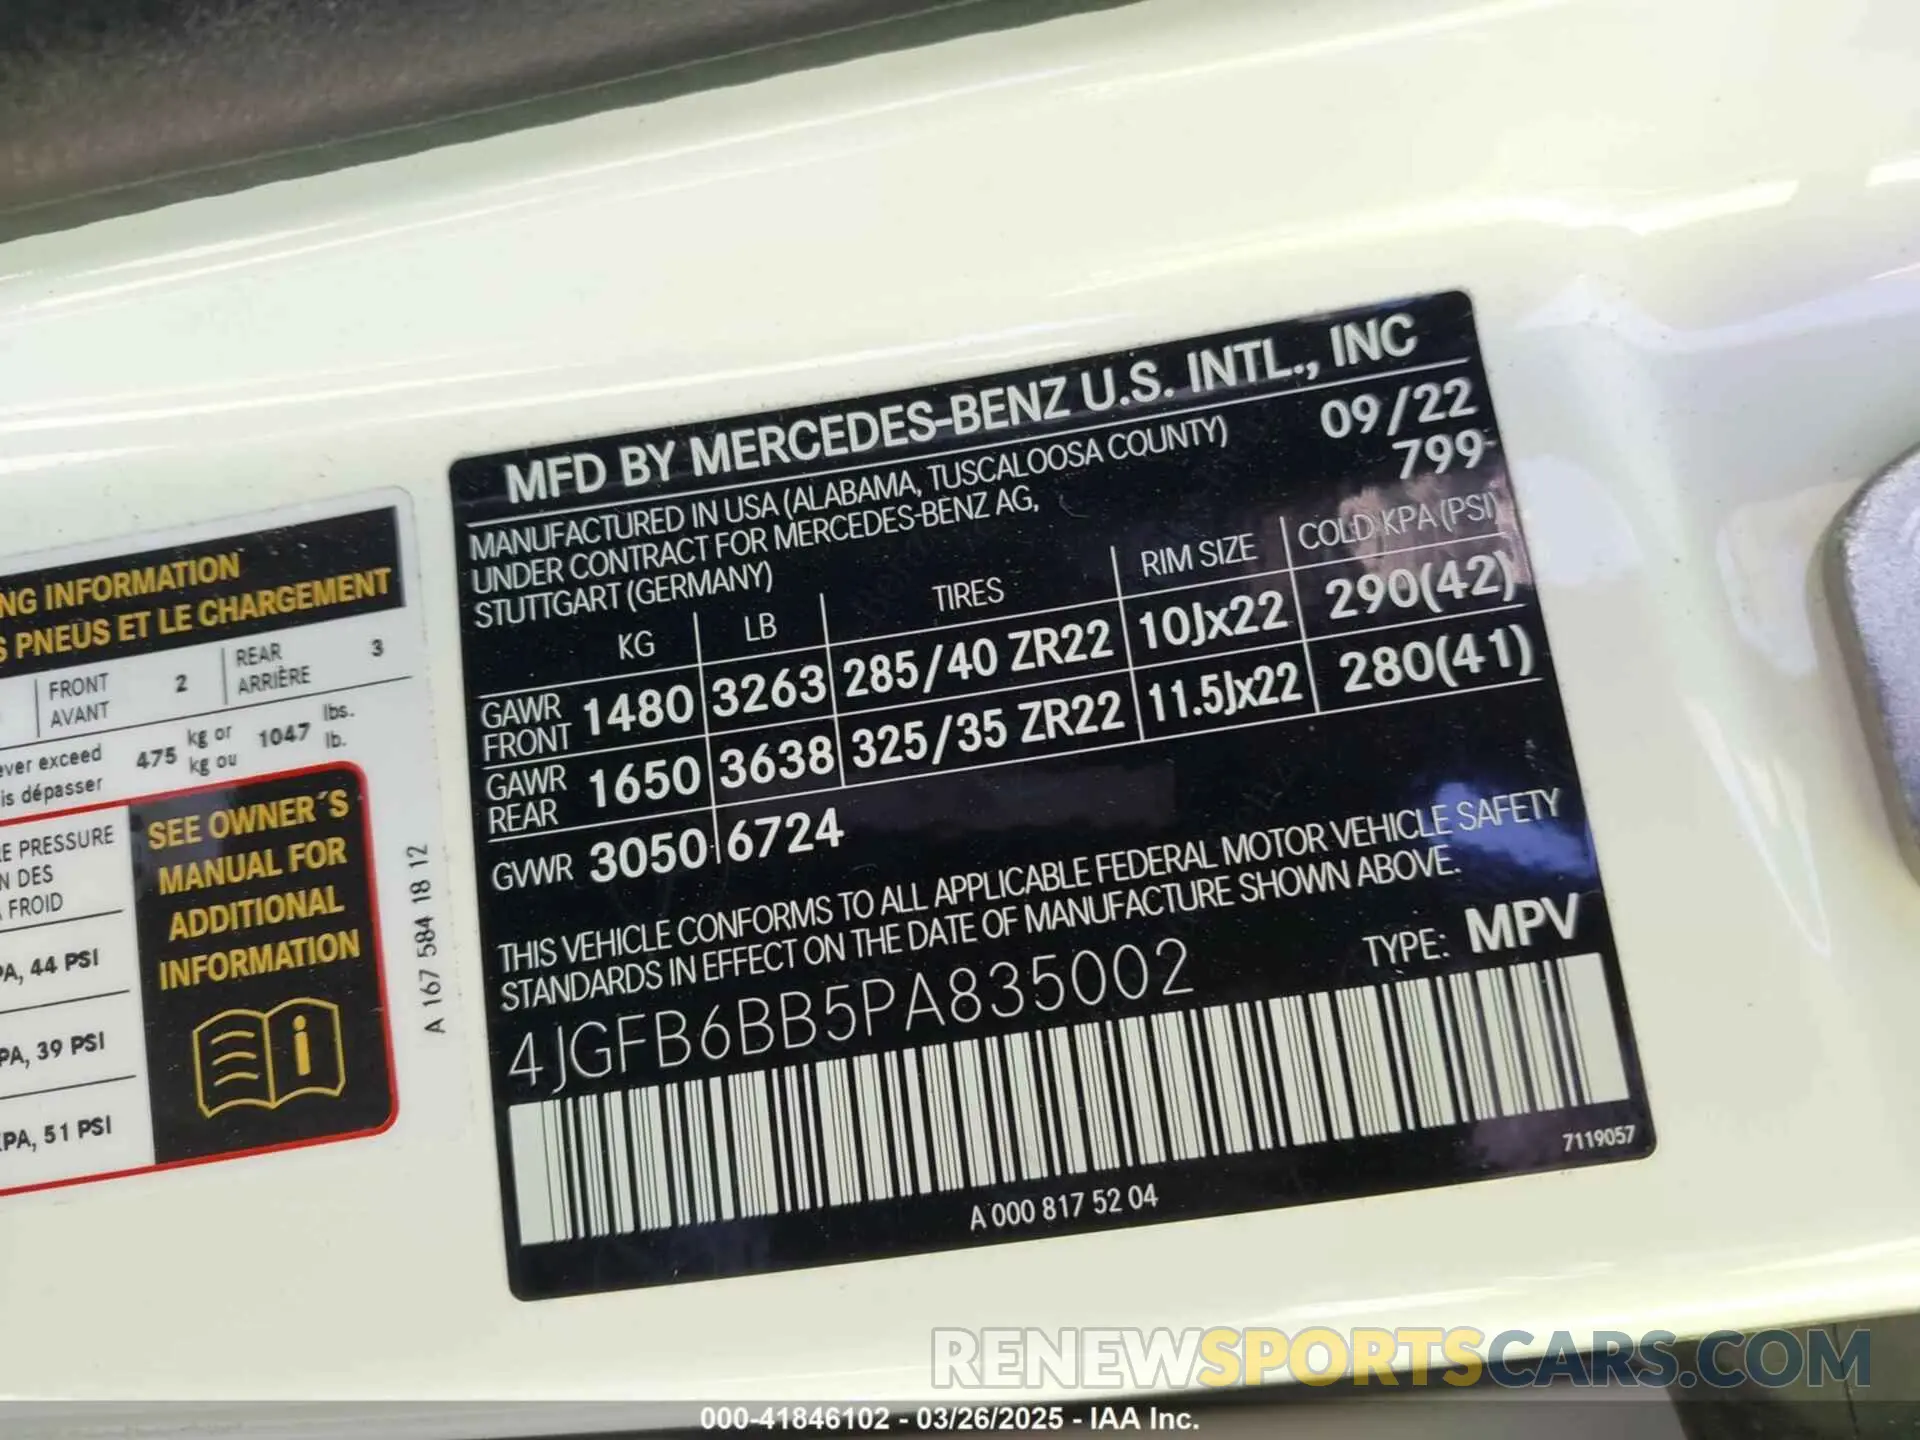 NG INFORMATION
S PNEUS ET LE CHARGEMENT
FRONT 2 REAR 3
AVANT ARRIÈRE
ever exceed 475 kg or 1047 lbs.
is dépasser kg ou lb.
E PRESSURE
N DES
FROID
PA, 44 PSI
PA, 39 PSI
KPA, 51 PSI
SEE OWNER´S
MANUAL FOR
ADDITIONAL
INFORMATION
A 167 584 18 12
MFD BY MERCEDES-BENZ U.S. INTL., INC
MANUFACTURED IN USA (ALABAMA, TUSCALOOSA COUNTY) 09/22
UNDER CONTRACT FOR MERCEDES-BENZ AG, 799
STUTTGART (GERMANY)
KG LB TIRES RIM SIZE COLD KPA (PSI)
GAWR FRONT 1480 3263 285/40 ZR22 10Jx22 290(42)
GAWR REAR 1650 3638 325/35 ZR22 11.5Jx22 280(41)
GVWR 3050 6724
THIS VEHICLE CONFORMS TO ALL APPLICABLE FEDERAL MOTOR VEHICLE SAFETY
STANDARDS IN EFFECT ON THE DATE OF MANUFACTURE SHOWN ABOVE.
4JGFB6BB5PA835002 TYPE: MPV
7119057
A 000 817 52 04
RENEWSPORTSCARS.COM
000-41846102 - 03/26/2025 - IAA Inc.